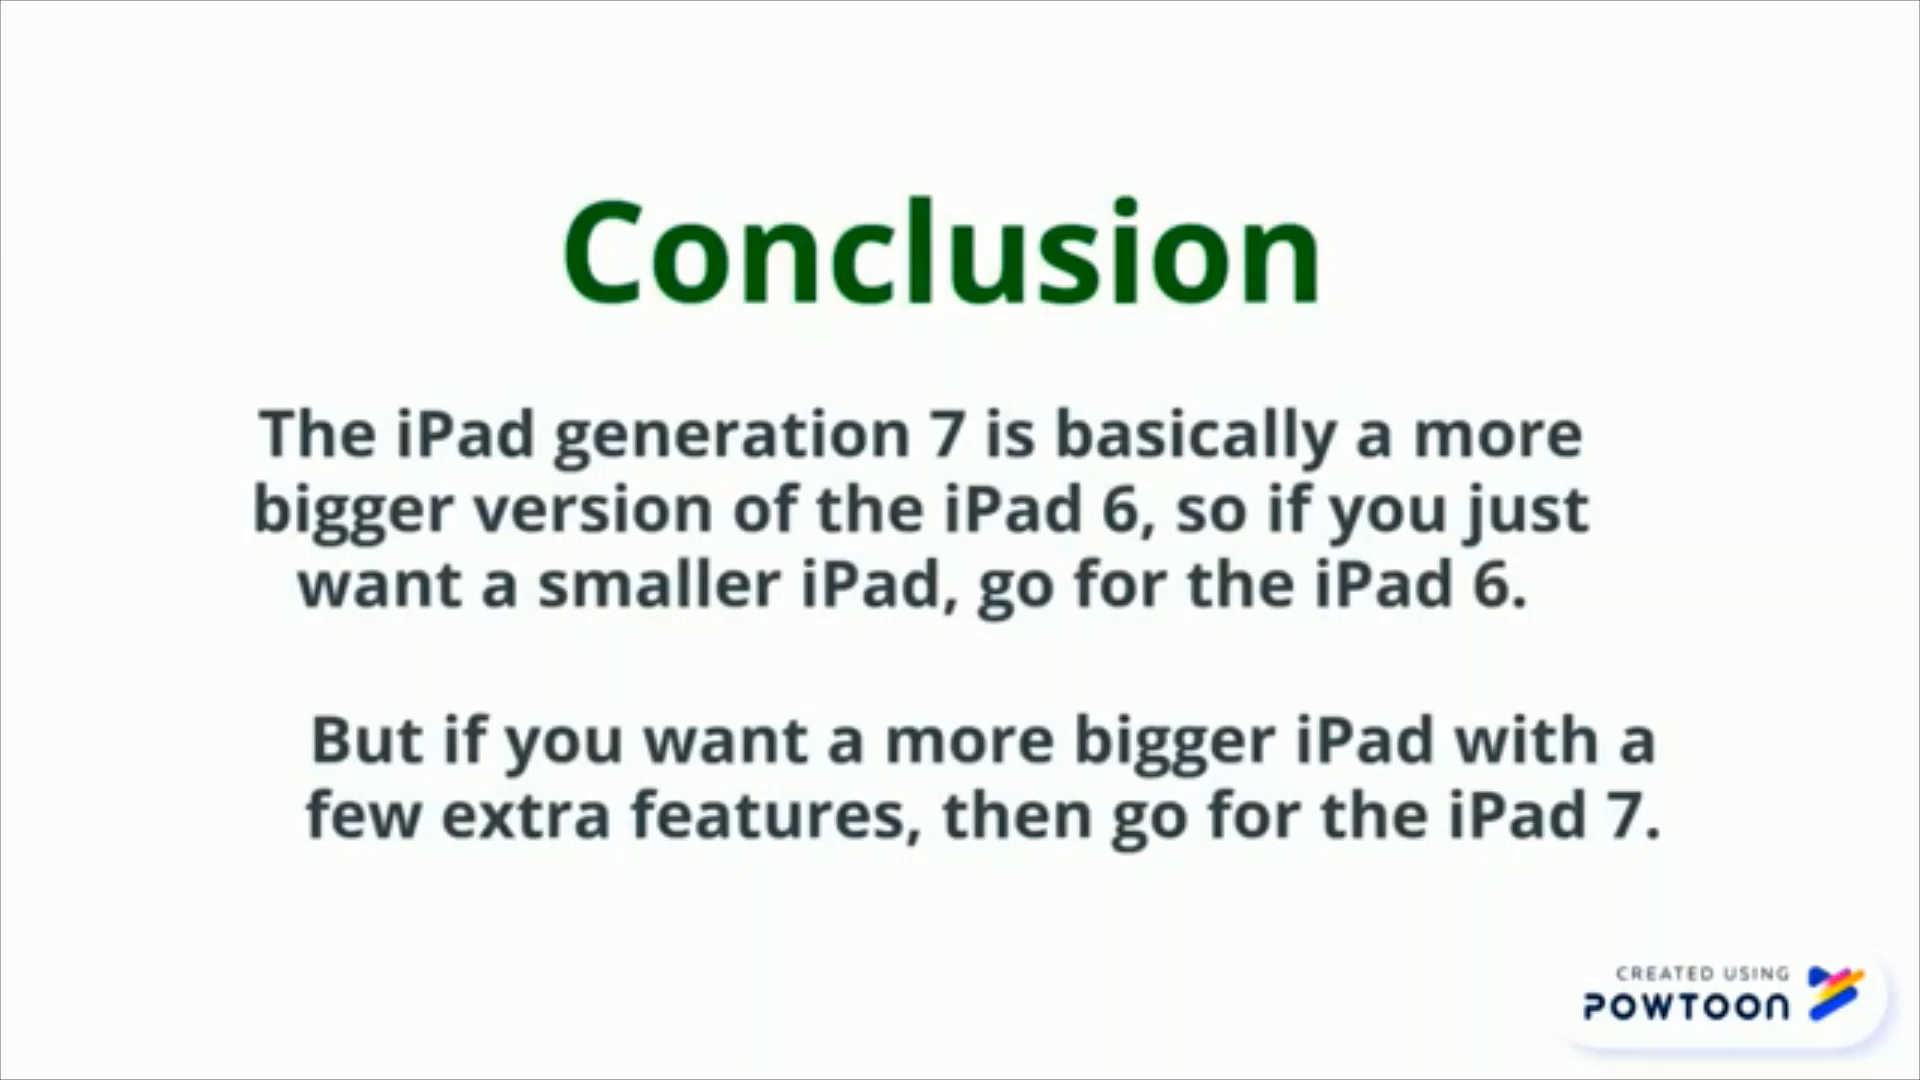 Conclusion
The iPad generation 7 is basically a more
bigger version of the iPad 6, so if you just
want a smaller iPad, go for the iPad 6.
But if you want a more bigger iPad with a
few extra features, then go for the iPad 7.
CREATED USING
POWTOON